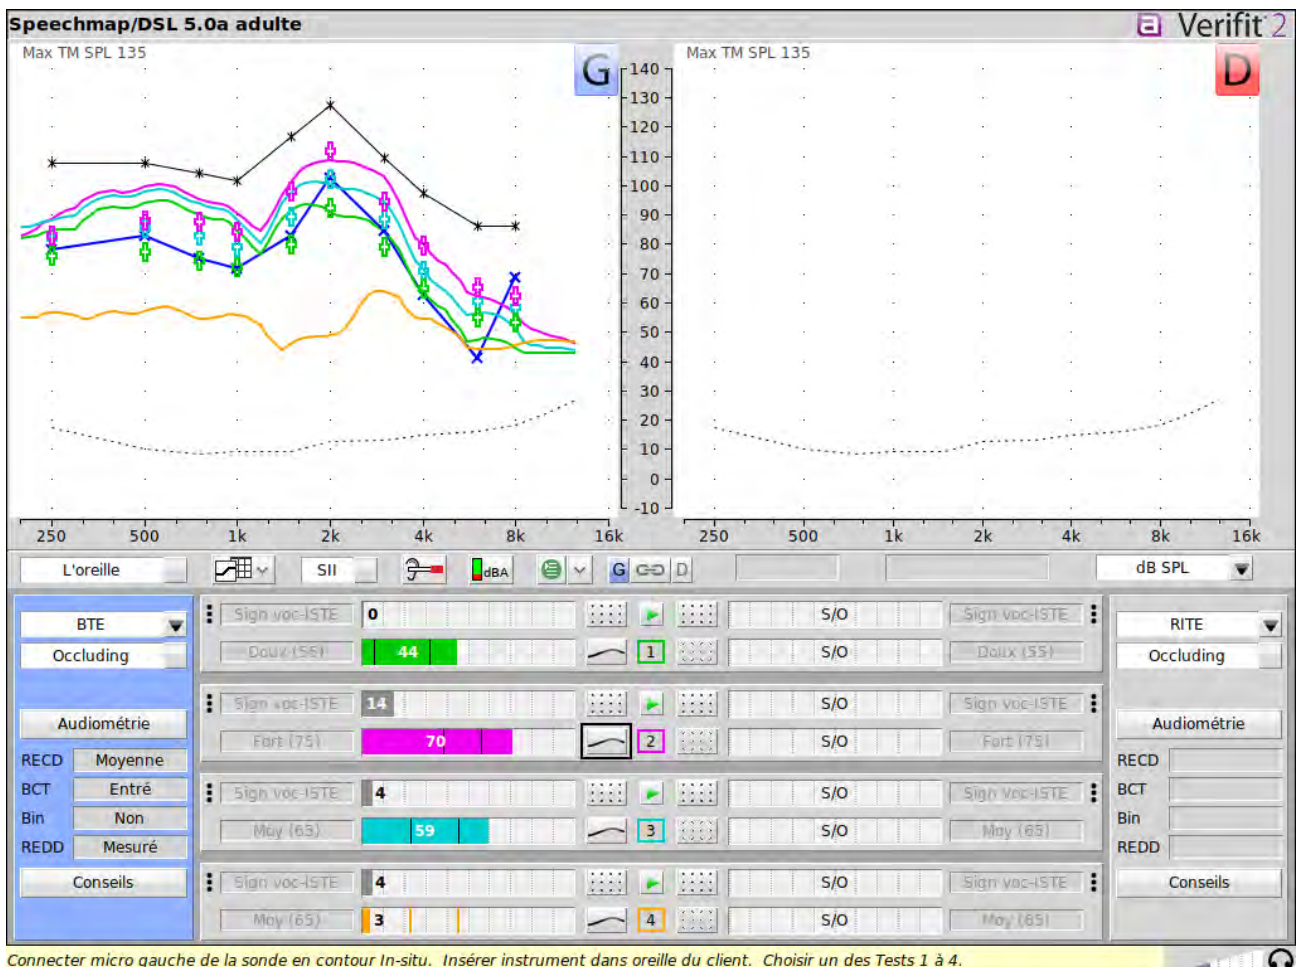 Speechmap/DSL 5.0a adulte
a Verifit 2
Max TM SPL 135
G
Max TM SPL 135
D
140
130
120
110
100
90
80
70
60
50
40
30
20
10
0
-10
250 500 1k 2k 4k 8k 16k
250 500 1k 2k 4k 8k 16k
L'oreille SII dBA G D dB SPL
BTE
Occluding
Audiométrie
RECD Moyenne
BCT Entré
Bin Non
REDD Mesuré
Conseils
Sign voc-ISTE 0 S/O Sign voc-ISTE
Doux (55) 44 1 S/O Doux (55)
Sign voc-ISTE 14 S/O Sign voc-ISTE
Fort (75) 70 2 S/O Fort (75)
Sign voc-ISTE 4 S/O Sign voc-ISTE
Moy (65) 59 3 S/O Moy (65)
Sign voc-ISTE 4 S/O Sign voc-ISTE
Moy (65) 3 4 S/O Moy (65)
RITE
Occluding
Audiométrie
RECD
BCT
Bin
REDD
Conseils
Connecter micro gauche de la sonde en contour In-situ. Insérer instrument dans oreille du client. Choisir un des Tests 1 à 4.